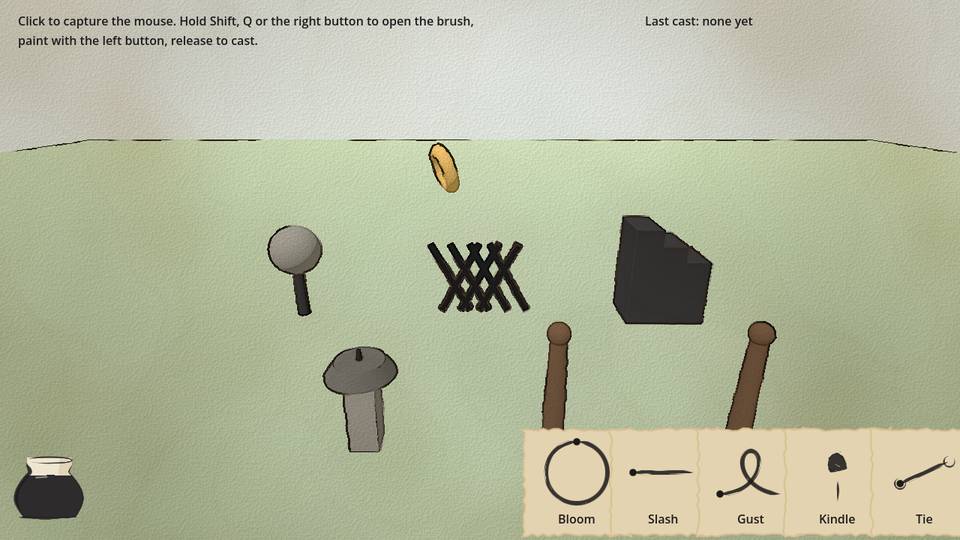 Click to capture the mouse. Hold Shift, Q or the right button to open the brush,
paint with the left button, release to cast.
Last cast: none yet
Bloom
Slash
Gust
Kindle
Tie